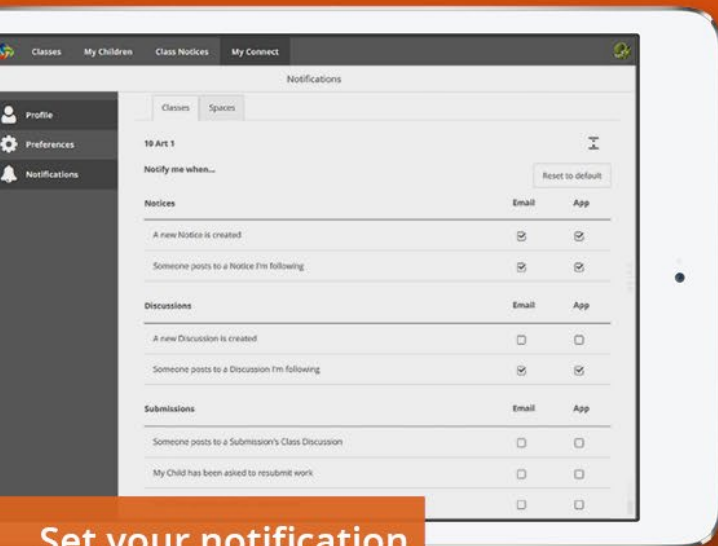 Classes My Children Class Notices My Connect
Notifications
Profile
Preferences
Notifications
Classes Spaces
10 Art 1
Notify me when...
Reset to default
Notices Email App
A new Notice is created
Someone posts to a Notice I'm following
Discussions Email App
A new Discussion is created
Someone posts to a Discussion I'm following
Submissions Email App
Someone posts to a Submission's Class Discussion
My Child has been asked to resubmit work
Set your notification